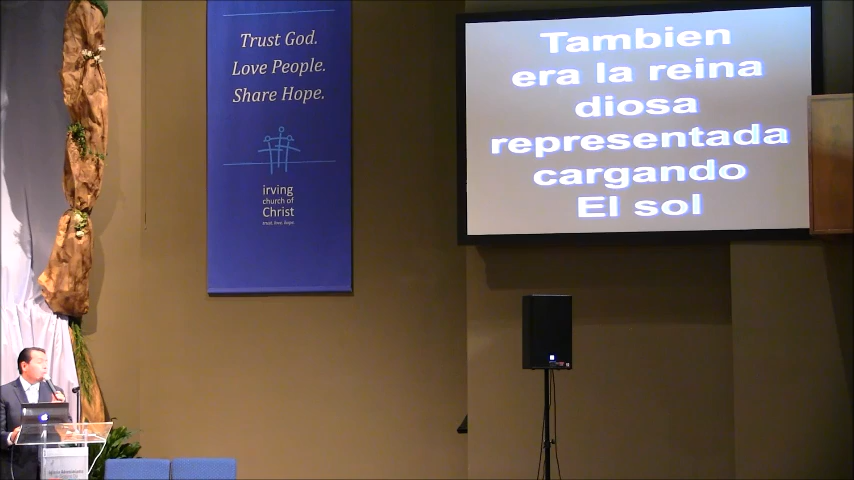 Trust God.
Love People.
Share Hope.
irving
church of
Christ
Tambien
era la reina
diosa
representada
cargando
El sol